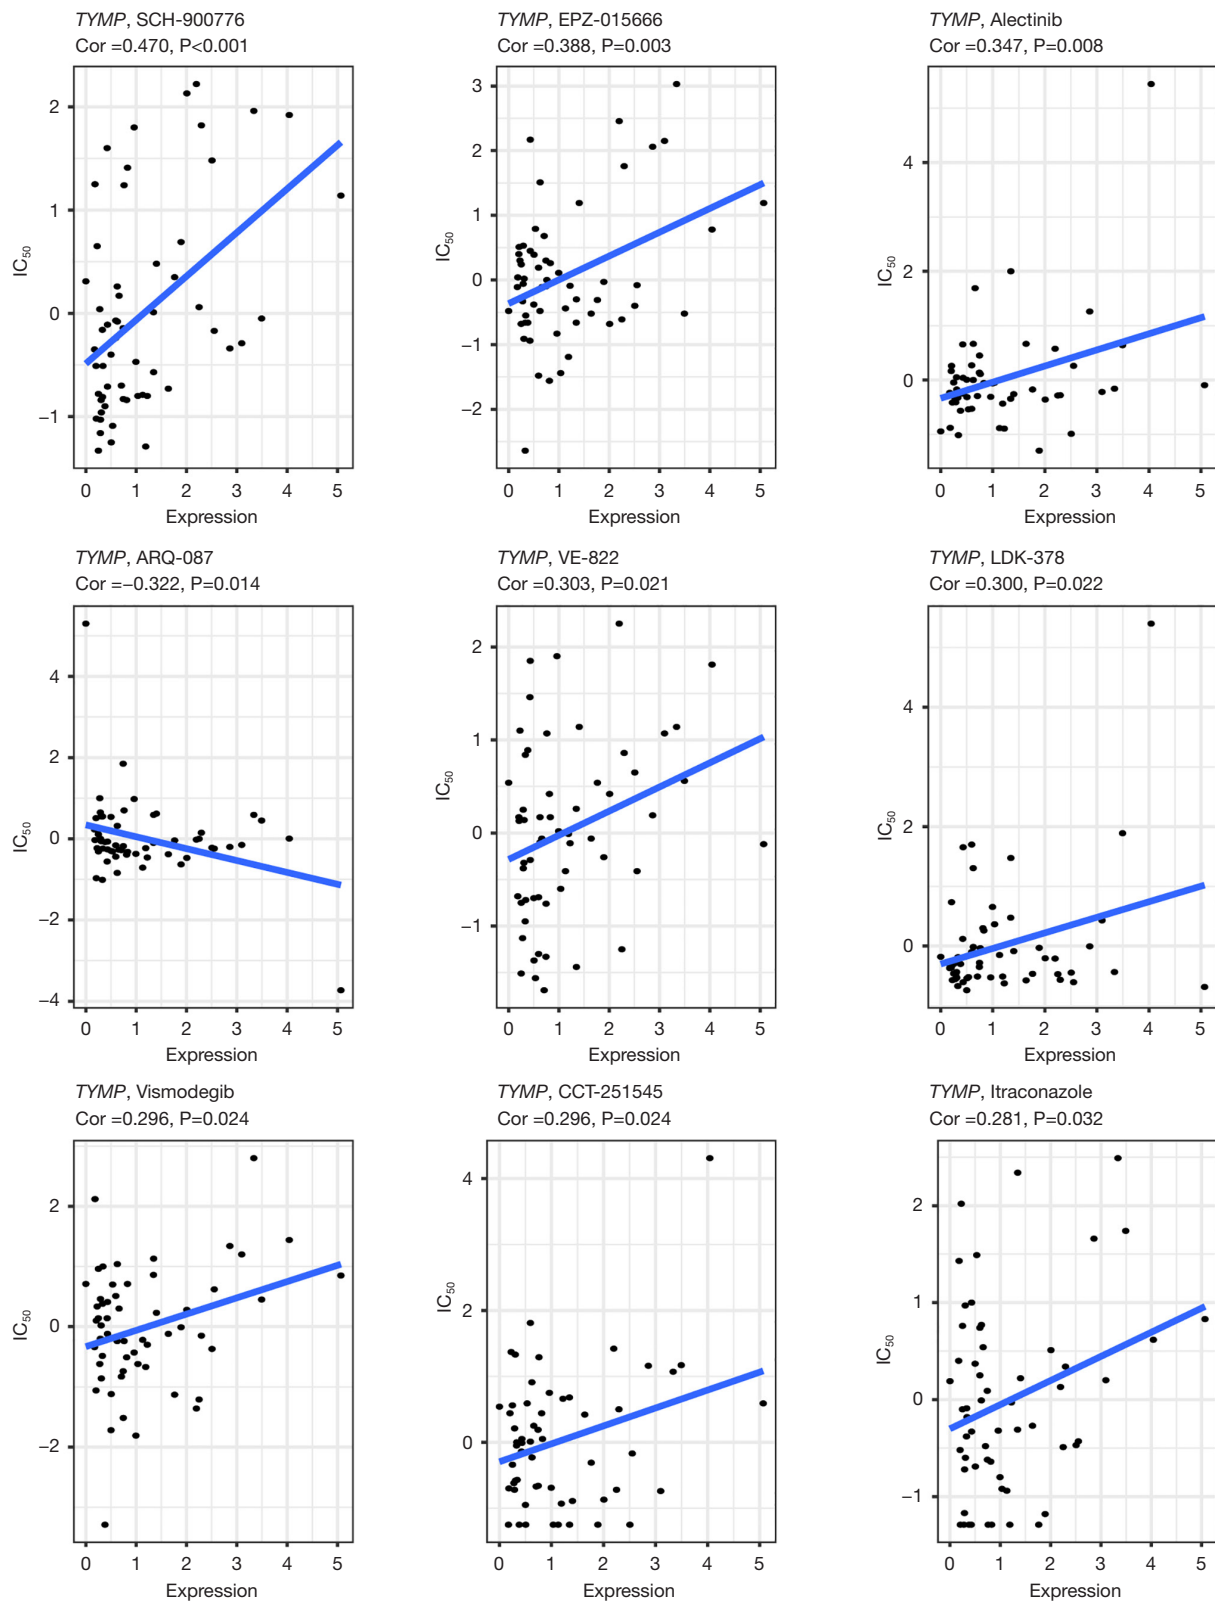 TYMP, SCH-900776
Cor =0.470, P<0.001
TYMP, EPZ-015666
Cor =0.388, P=0.003
TYMP, Alectinib
Cor =0.347, P=0.008
2
1
0
−1
IC50
0 1 2 3 4 5
Expression
3
2
1
0
−1
−2
IC50
0 1 2 3 4 5
Expression
4
2
0
IC50
0 1 2 3 4 5
Expression
TYMP, ARQ-087
Cor =−0.322, P=0.014
TYMP, VE-822
Cor =0.303, P=0.021
TYMP, LDK-378
Cor =0.300, P=0.022
4
2
0
−2
−4
IC50
0 1 2 3 4 5
Expression
2
1
0
−1
IC50
0 1 2 3 4 5
Expression
4
2
0
IC50
0 1 2 3 4 5
Expression
TYMP, Vismodegib
Cor =0.296, P=0.024
TYMP, CCT-251545
Cor =0.296, P=0.024
TYMP, Itraconazole
Cor =0.281, P=0.032
2
0
−2
IC50
0 1 2 3 4 5
Expression
4
2
0
IC50
0 1 2 3 4 5
Expression
2
1
0
−1
IC50
0 1 2 3 4 5
Expression